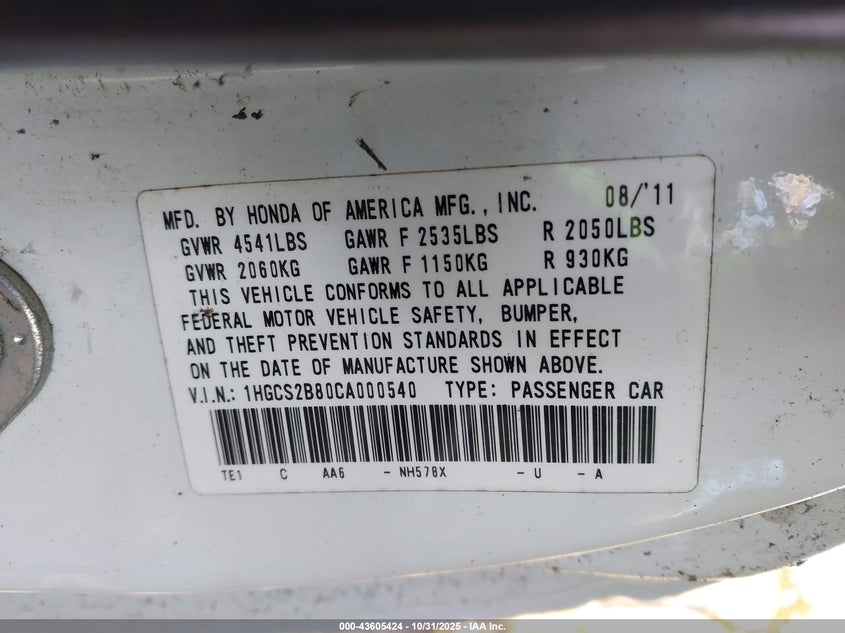 MFD. BY HONDA OF AMERICA MFG., INC. 08/'11
GVWR 4541LBS GAWR F 2535LBS R 2050LBS
GVWR 2060KG GAWR F 1150KG R 930KG
THIS VEHICLE CONFORMS TO ALL APPLICABLE
FEDERAL MOTOR VEHICLE SAFETY, BUMPER,
AND THEFT PREVENTION STANDARDS IN EFFECT
ON THE DATE OF MANUFACTURE SHOWN ABOVE.
V.I.N.: 1HGCS2B80CA000540 TYPE: PASSENGER CAR
TE1 C AA6 - NH578X - U - A
000-43605424 - 10/31/2025 - IAA Inc.